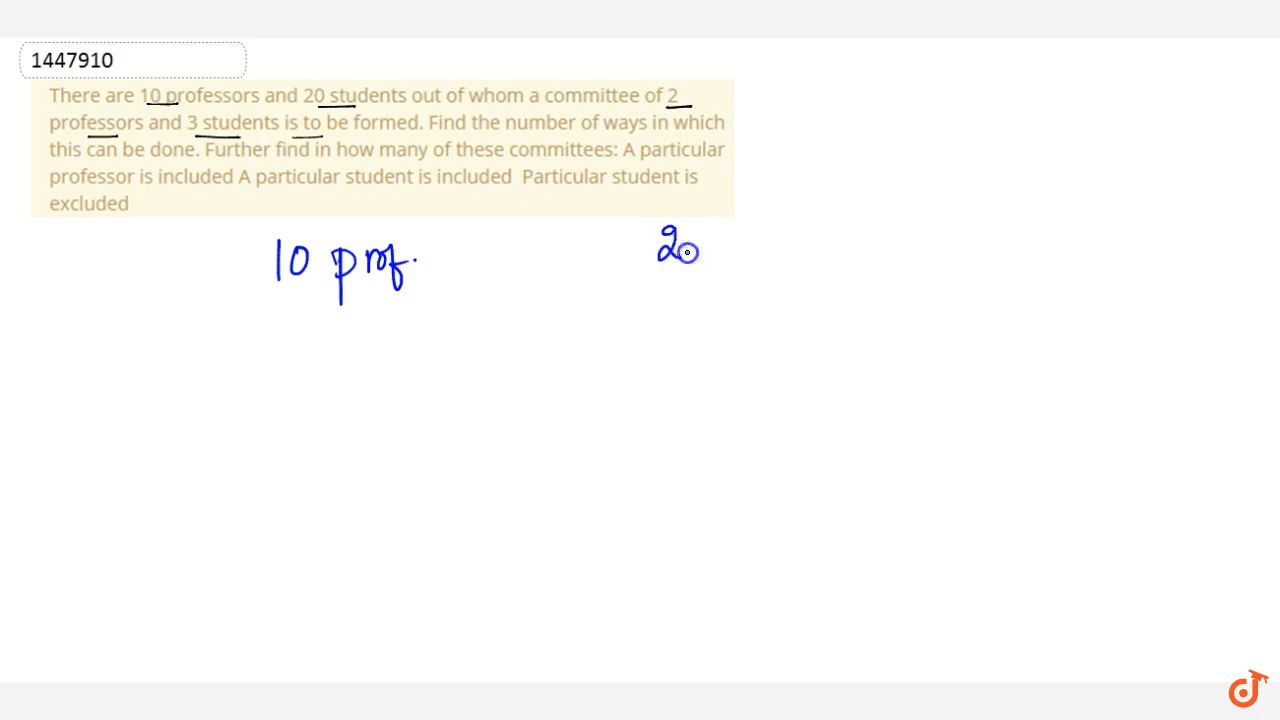 1447910
There are 10 professors and 20 students out of whom a committee of 2
professors and 3 students is to be formed. Find the number of ways in which
this can be done. Further find in how many of these committees: A particular
professor is included A particular student is included Particular student is
excluded
10 prof. 20